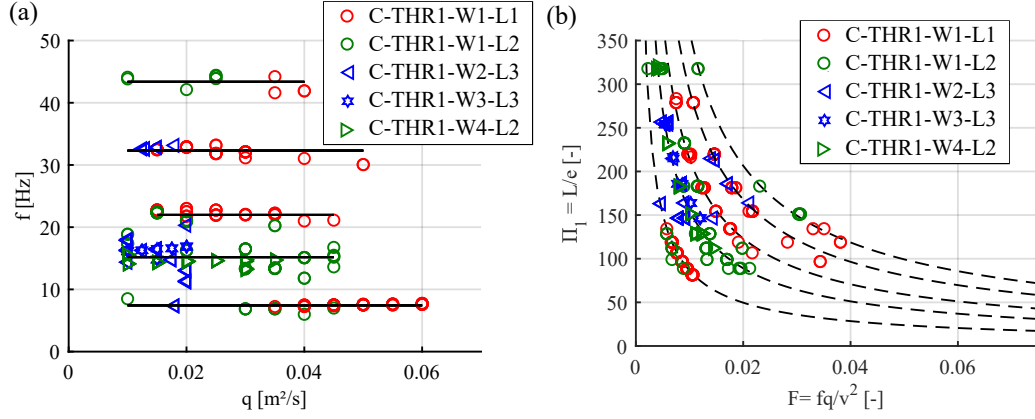 (a)
C-THR1-W1-L1
C-THR1-W1-L2
C-THR1-W2-L3
C-THR1-W3-L3
C-THR1-W4-L2
50
40
30
20
10
0
f [Hz]
0
0.02
0.04
0.06
q [m²/s]
(b)
C-THR1-W1-L1
C-THR1-W1-L2
C-THR1-W2-L3
C-THR1-W3-L3
C-THR1-W4-L2
350
300
250
200
150
100
50
0
Π₁ = L/e [-]
0
0.02
0.04
0.06
F= fq/v² [-]